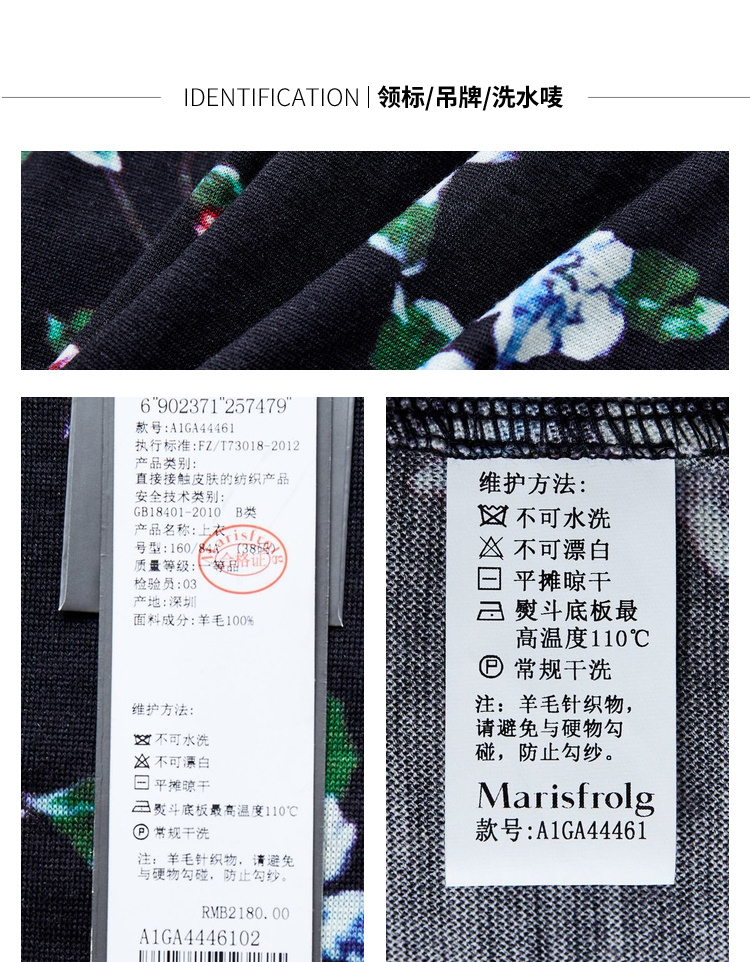 IDENTIFICATION | 领标/吊牌/洗水唛
6"902371"257479"
款号:A1GA44461
执行标准:FZ/T73018-2012
产品类别:
直接接触皮肤的纺织产品
安全技术类别:
GB18401-2010 B类
产品名称:上衣
号型:160/84A (38码)
质量等级:一等品
检验员:03
产地:深圳
面料成分:羊毛100%
Marisfrolg
合格证
维护方法:
不可水洗
不可漂白
平摊晾干
熨斗底板最高温度110℃
P 常规干洗
注: 羊毛针织物, 请避免
与硬物勾碰, 防止勾纱。
RMB2180.00
A1GA4446102
维护方法:
不可水洗
不可漂白
平摊晾干
熨斗底板最
高温度110℃
P 常规干洗
注: 羊毛针织物,
请避免与硬物勾
碰, 防止勾纱。
Marisfrolg
款号:A1GA44461